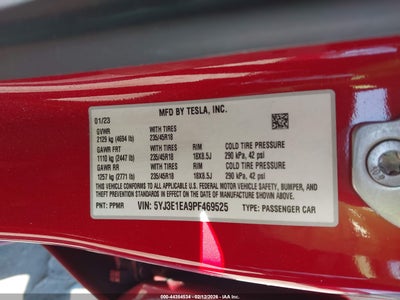 MFD BY TESLA, INC.
01/23
GVWR WITH TIRES
2129 kg (4694 lb) 235/45R18
GAWR FRT WITH TIRES RIM COLD TIRE PRESSURE
1110 kg (2447 lb) 235/45R18 18X8.5J 290 kPa, 42 psi
GAWR RR WITH TIRES RIM COLD TIRE PRESSURE
1257 kg (2771 lb) 235/45R18 18X8.5J 290 kPa, 42 psi
THIS VEHICLE CONFORMS TO ALL APPLICABLE U.S. FEDERAL MOTOR VEHICLE SAFETY, BUMPER, AND
THEFT PREVENTION STANDARDS IN EFFECT ON THE DATE OF MANUFACTURE SHOWN ABOVE.
VIN: 5YJ3E1EA9PF469525
PNT: PPMR TYPE: PASSENGER CAR
000-44384534 - 02/12/2026 - IAA Holdings, LLC